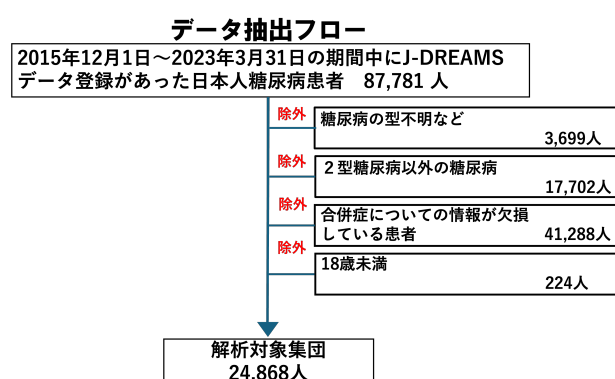 データ抽出フロー
2015年12月1日～2023年3月31日の期間中にJ-DREAMS
データ登録があった日本人糖尿病患者　87,781 人
除外
糖尿病の型不明など
3,699人
除外
２型糖尿病以外の糖尿病
17,702人
除外
合併症についての情報が欠損
している患者　41,288人
除外
18歳未満
224人
解析対象集団
24,868人